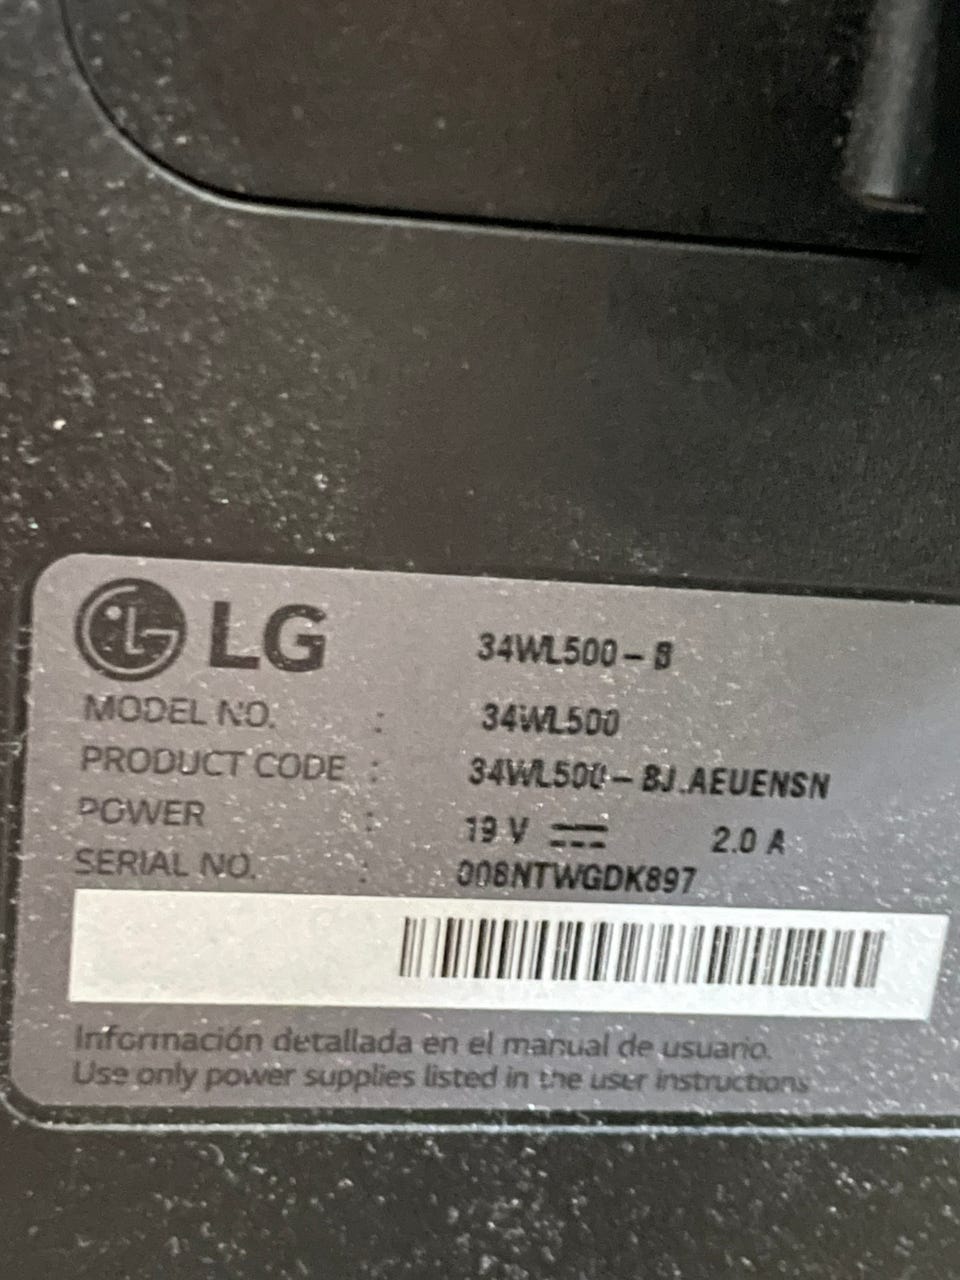 LG 34WL500-B
MODEL NO. : 34WL500
PRODUCT CODE : 34WL500-BJ.AEUENSN
POWER : 19 V ⎓ 2.0 A
SERIAL NO. : 008NTWGDK897
Información detallada en el manual de usuario.
Use only power supplies listed in the user instructions